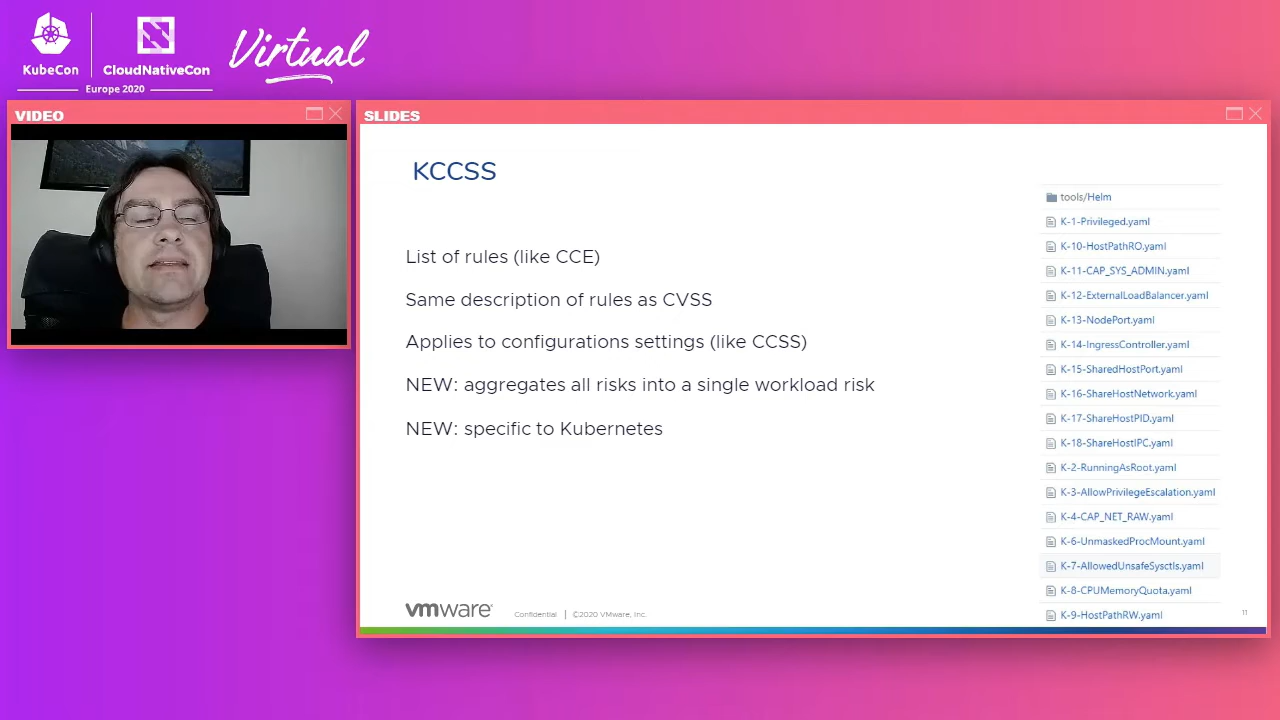 KubeCon
CloudNativeCon
Europe 2020
Virtual
VIDEO
SLIDES
KCCSS
List of rules (like CCE)
Same description of rules as CVSS
Applies to configurations settings (like CCSS)
NEW: aggregates all risks into a single workload risk
NEW: specific to Kubernetes
tools/Helm
K-1-Privileged.yaml
K-10-HostPathRO.yaml
K-11-CAP_SYS_ADMIN.yaml
K-12-ExternalLoadBalancer.yaml
K-13-NodePort.yaml
K-14-IngressController.yaml
K-15-SharedHostPort.yaml
K-16-ShareHostNetwork.yaml
K-17-ShareHostPID.yaml
K-18-ShareHostIPC.yaml
K-2-RunningAsRoot.yaml
K-3-AllowPrivilegeEscalation.yaml
K-4-CAP_NET_RAW.yaml
K-6-UnmaskedProcMount.yaml
K-7-AllowedUnsafeSysctls.yaml
K-8-CPUMemoryQuota.yaml
K-9-HostPathRW.yaml
vmware
Confidential | ©2020 VMware, Inc.
11